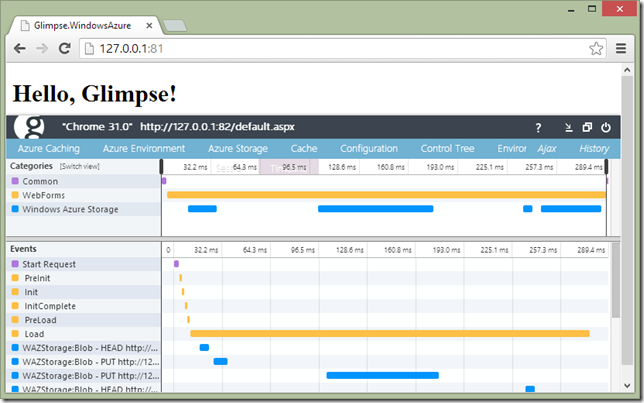 Glimpse.WindowsAzure
127.0.0.1:81
Hello, Glimpse!
g "Chrome 31.0" http://127.0.0.1:82/default.aspx ?
Azure Caching Azure Environment Azure Storage Cache Configuration Control Tree Enviror Ajax History
Categories [Switch view] 32.2 ms 64.3 ms 96.5 ms 128.6 ms 160.8 ms 193.0 ms 225.1 ms 257.3 ms 289.4 ms
Common
WebForms
Windows Azure Storage
Events 0 32.2 ms 64.3 ms 96.5 ms 128.6 ms 160.8 ms 193.0 ms 225.1 ms 257.3 ms 289.4 ms
Start Request
PreInit
Init
InitComplete
PreLoad
Load
WAZStorage:Blob - HEAD http://...
WAZStorage:Blob - PUT http://12...
WAZStorage:Blob - PUT http://12...
WAZStorage:Blob - HEAD http://...